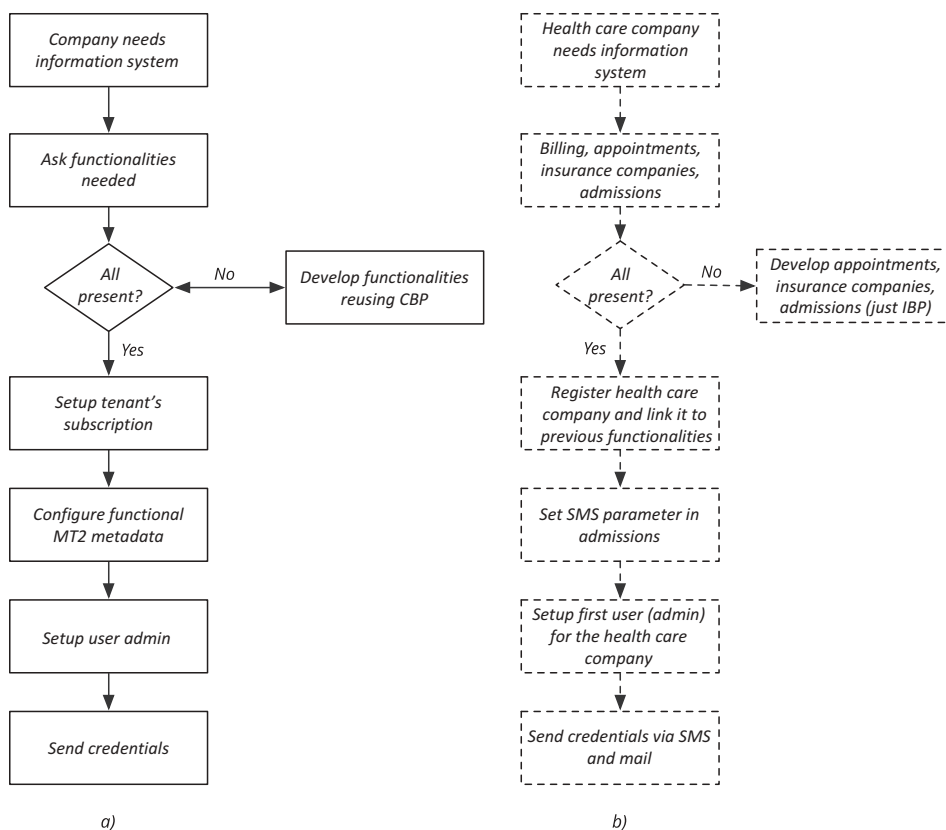 Company needs
information system
Ask functionalities
needed
All
present?
No
Develop functionalities
reusing CBP
Yes
Setup tenant's
subscription
Configure functional
MT2 metadata
Setup user admin
Send credentials
a)
Health care company
needs information
system
Billing, appointments,
insurance companies,
admissions
All
present?
No
Develop appointments,
insurance companies,
admissions (just IBP)
Yes
Register health care
company and link it to
previous functionalities
Set SMS parameter in
admissions
Setup first user (admin)
for the health care
company
Send credentials via SMS
and mail
b)